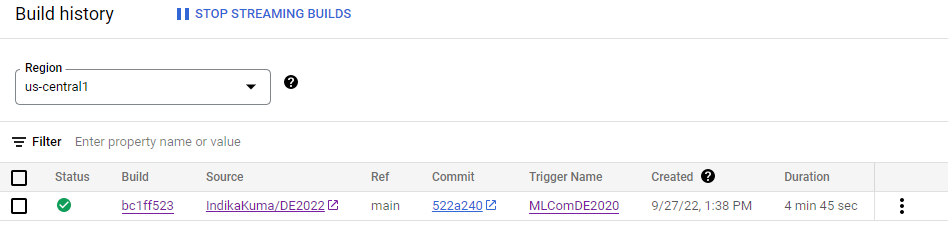 Build history STOP STREAMING BUILDS
Region
us-central1
Filter Enter property name or value
Status Build Source Ref Commit Trigger Name Created Duration
bc1ff523 IndikaKuma/DE2022 main 522a240 MLComDE2020 9/27/22, 1:38 PM 4 min 45 sec